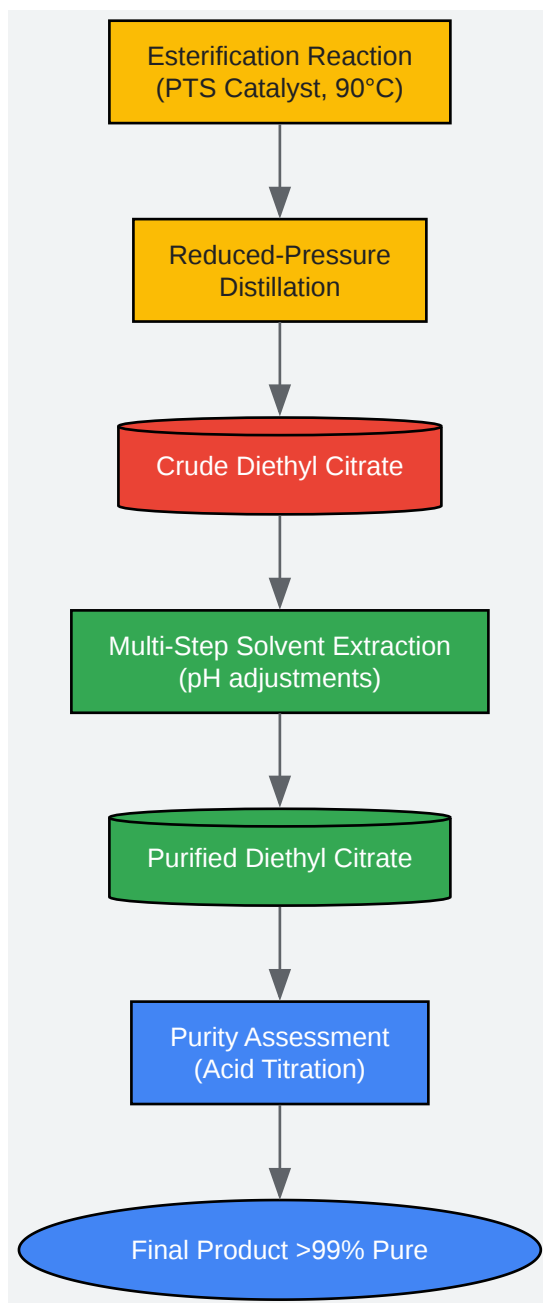 Esterification Reaction
(PTS Catalyst, 90°C)
Reduced-Pressure
Distillation
Crude Diethyl Citrate
Multi-Step Solvent Extraction
(pH adjustments)
Purified Diethyl Citrate
Purity Assessment
(Acid Titration)
Final Product >99% Pure